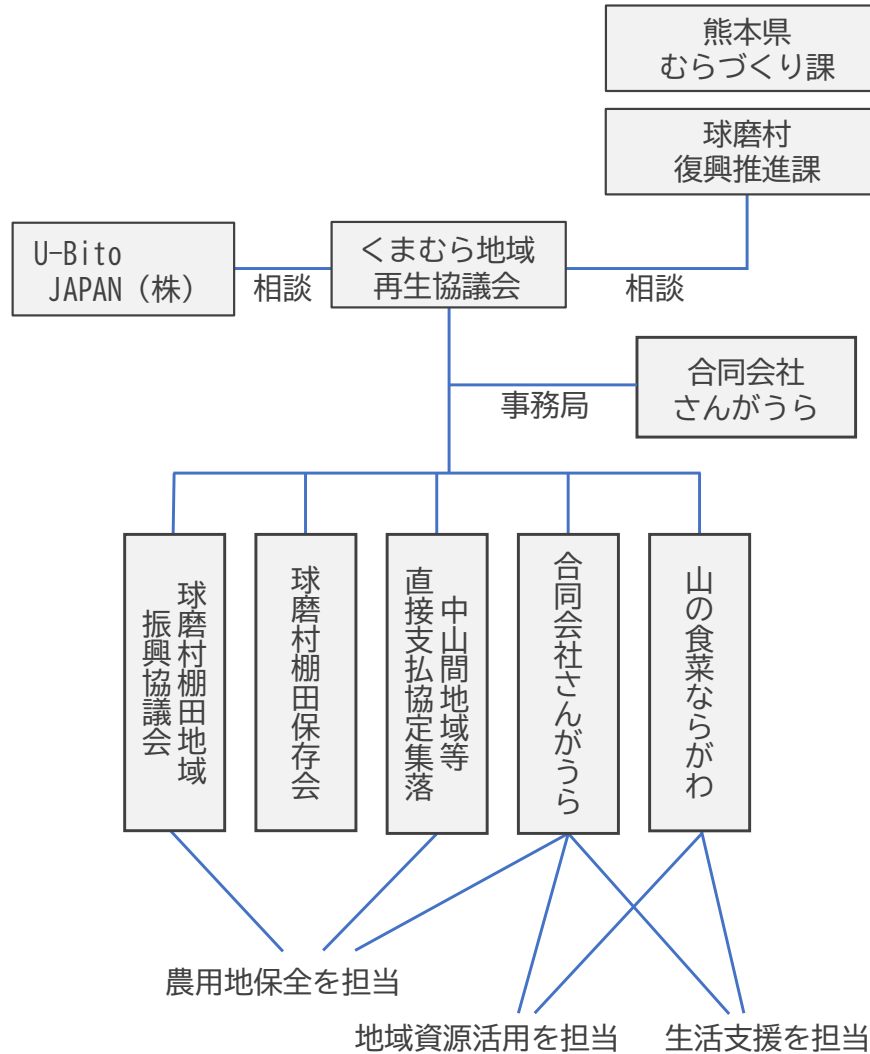 熊本県
むらづくり課
球磨村
復興推進課
U-Bito
JAPAN（株）
相談
くまむら地域
再生協議会
相談
事務局
合同会社
さんがうら
球磨村棚田地域
振興協議会
球磨村棚田保存会
中山間地域等
直接支払協定集落
合同会社さんがうら
山の食菜ならがわ
農用地保全を担当
地域資源活用を担当
生活支援を担当